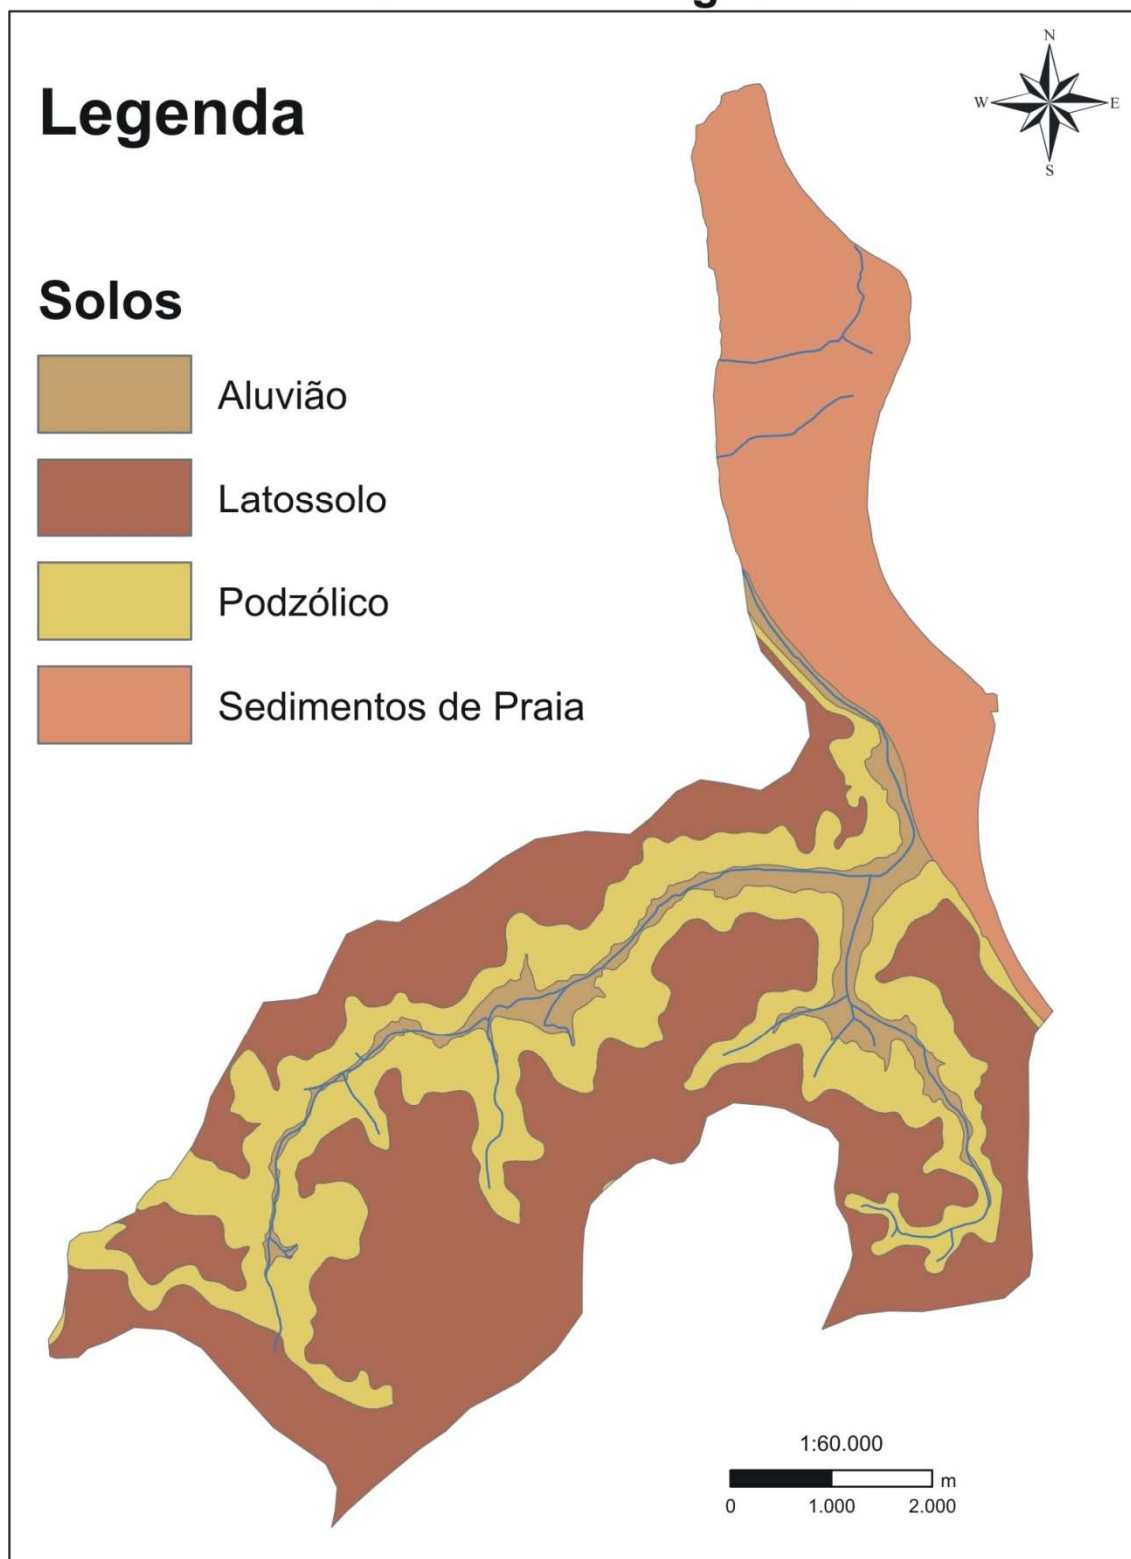 g
Legenda
N
W E
S
Solos
Aluvião
Latossolo
Podzólico
Sedimentos de Praia
1:60.000
m
0 1.000 2.000